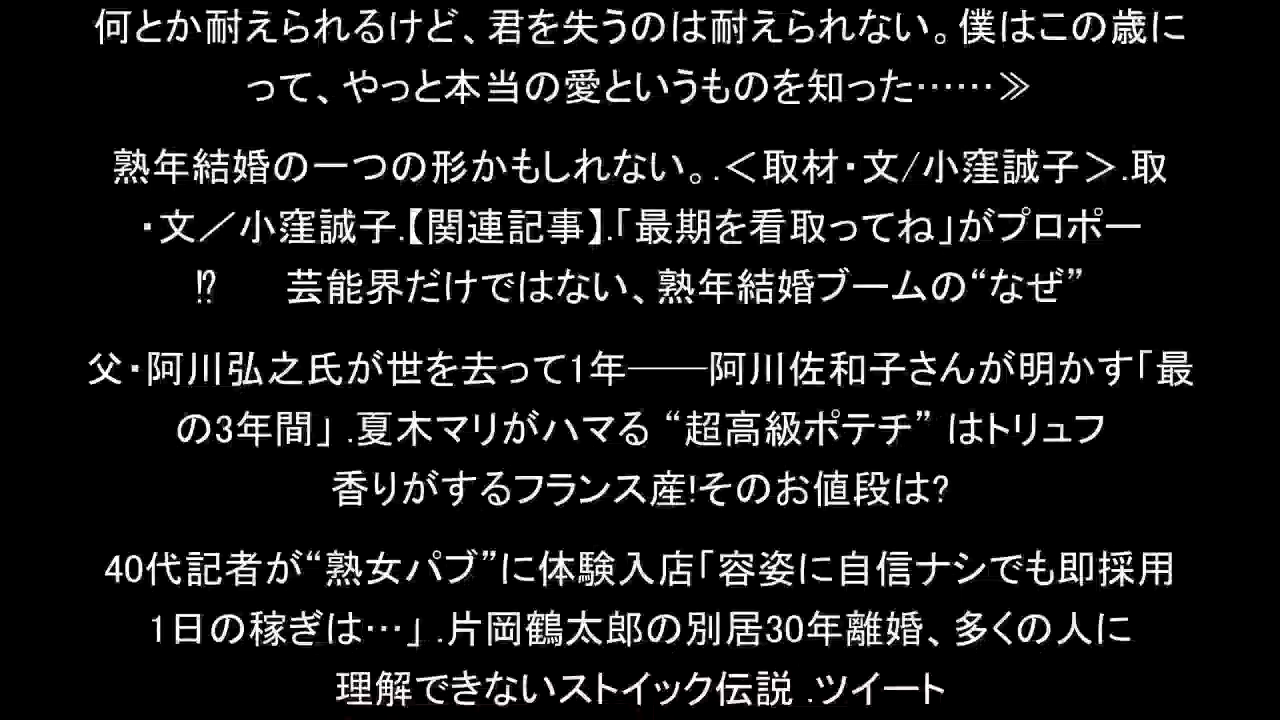 何とか耐えられるけど、君を失うのは耐えられない。僕はこの歳に
って、やっと本当の愛というものを知った……≫
熟年結婚の一つの形かもしれない。.＜取材・文/小窪誠子＞.取
・文／小窪誠子.【関連記事】.「最期を看取ってね」がプロポー
⁉　　芸能界だけではない、熟年結婚ブームの“なぜ”
父・阿川弘之氏が世を去って1年──阿川佐和子さんが明かす「最
の3年間」 .夏木マリがハマる “超高級ポテチ” はトリュフ
香りがするフランス産!そのお値段は?
40代記者が“熟女パブ”に体験入店「容姿に自信ナシでも即採用
1日の稼ぎは…」 .片岡鶴太郎の別居30年離婚、多くの人に
理解できないストイック伝説 .ツイート